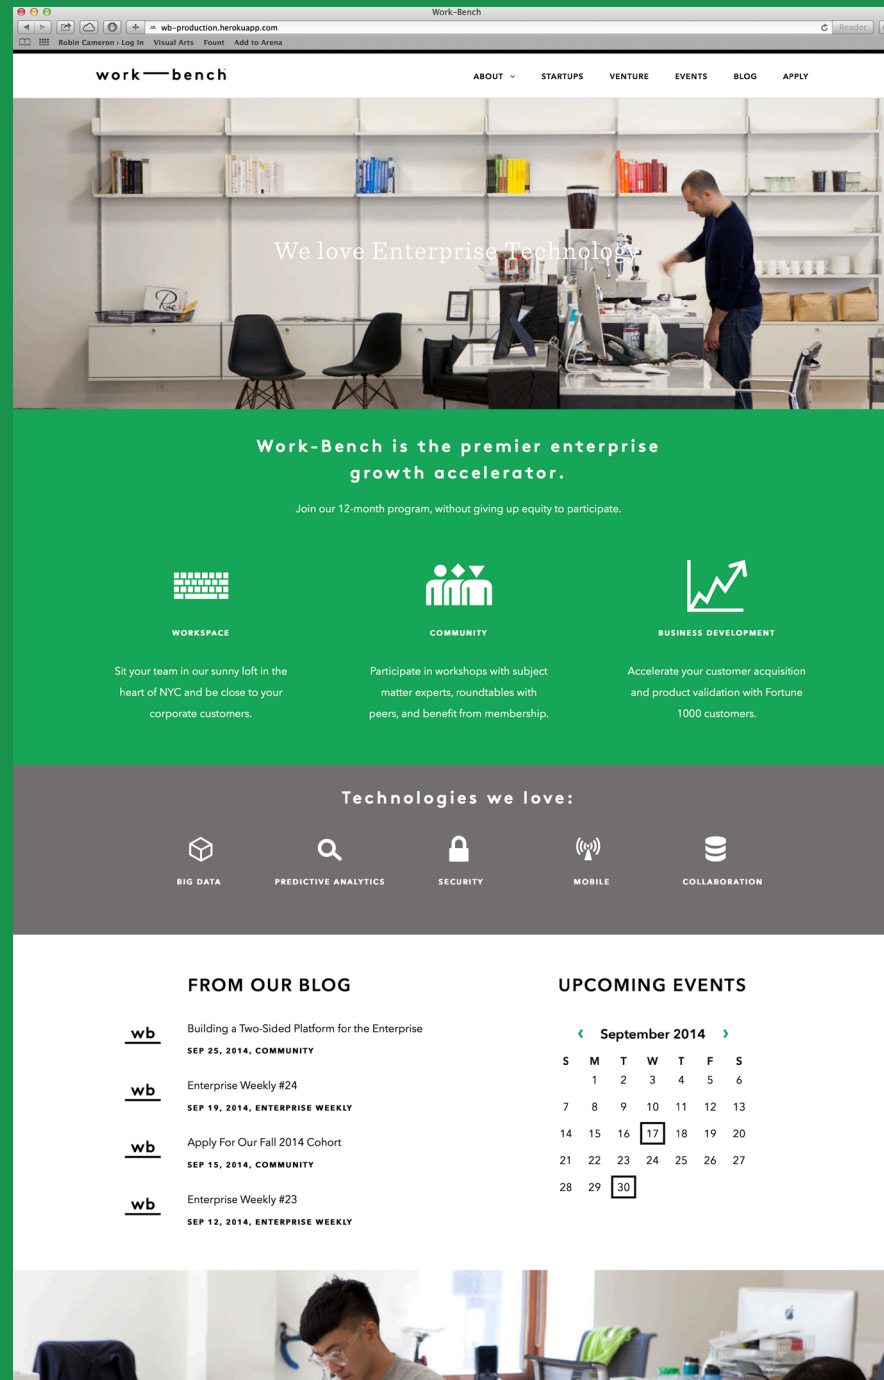 Work-Bench
wb-production.herokuapp.com
Reader
Robin Cameron › Log In Visual Arts Fount Add to Arena
work—bench
ABOUT STARTUPS VENTURE EVENTS BLOG APPLY
Rue
We love Enterprise Technology
Work-Bench is the premier enterprise
growth accelerator.
Join our 12-month program, without giving up equity to participate.
WORKSPACE
Sit your team in our sunny loft in the
heart of NYC and be close to your
corporate customers.
COMMUNITY
Participate in workshops with subject
matter experts, roundtables with
peers, and benefit from membership.
BUSINESS DEVELOPMENT
Accelerate your customer acquisition
and product validation with Fortune
1000 customers.
Technologies we love:
BIG DATA
PREDICTIVE ANALYTICS
SECURITY
MOBILE
COLLABORATION
FROM OUR BLOG
wb
Building a Two-Sided Platform for the Enterprise
SEP 25, 2014, COMMUNITY
wb
Enterprise Weekly #24
SEP 19, 2014, ENTERPRISE WEEKLY
wb
Apply For Our Fall 2014 Cohort
SEP 15, 2014, COMMUNITY
wb
Enterprise Weekly #23
SEP 12, 2014, ENTERPRISE WEEKLY
UPCOMING EVENTS
‹ September 2014 ›
S M T W T F S
1 2 3 4 5 6
7 8 9 10 11 12 13
14 15 16 17 18 19 20
21 22 23 24 25 26 27
28 29 30